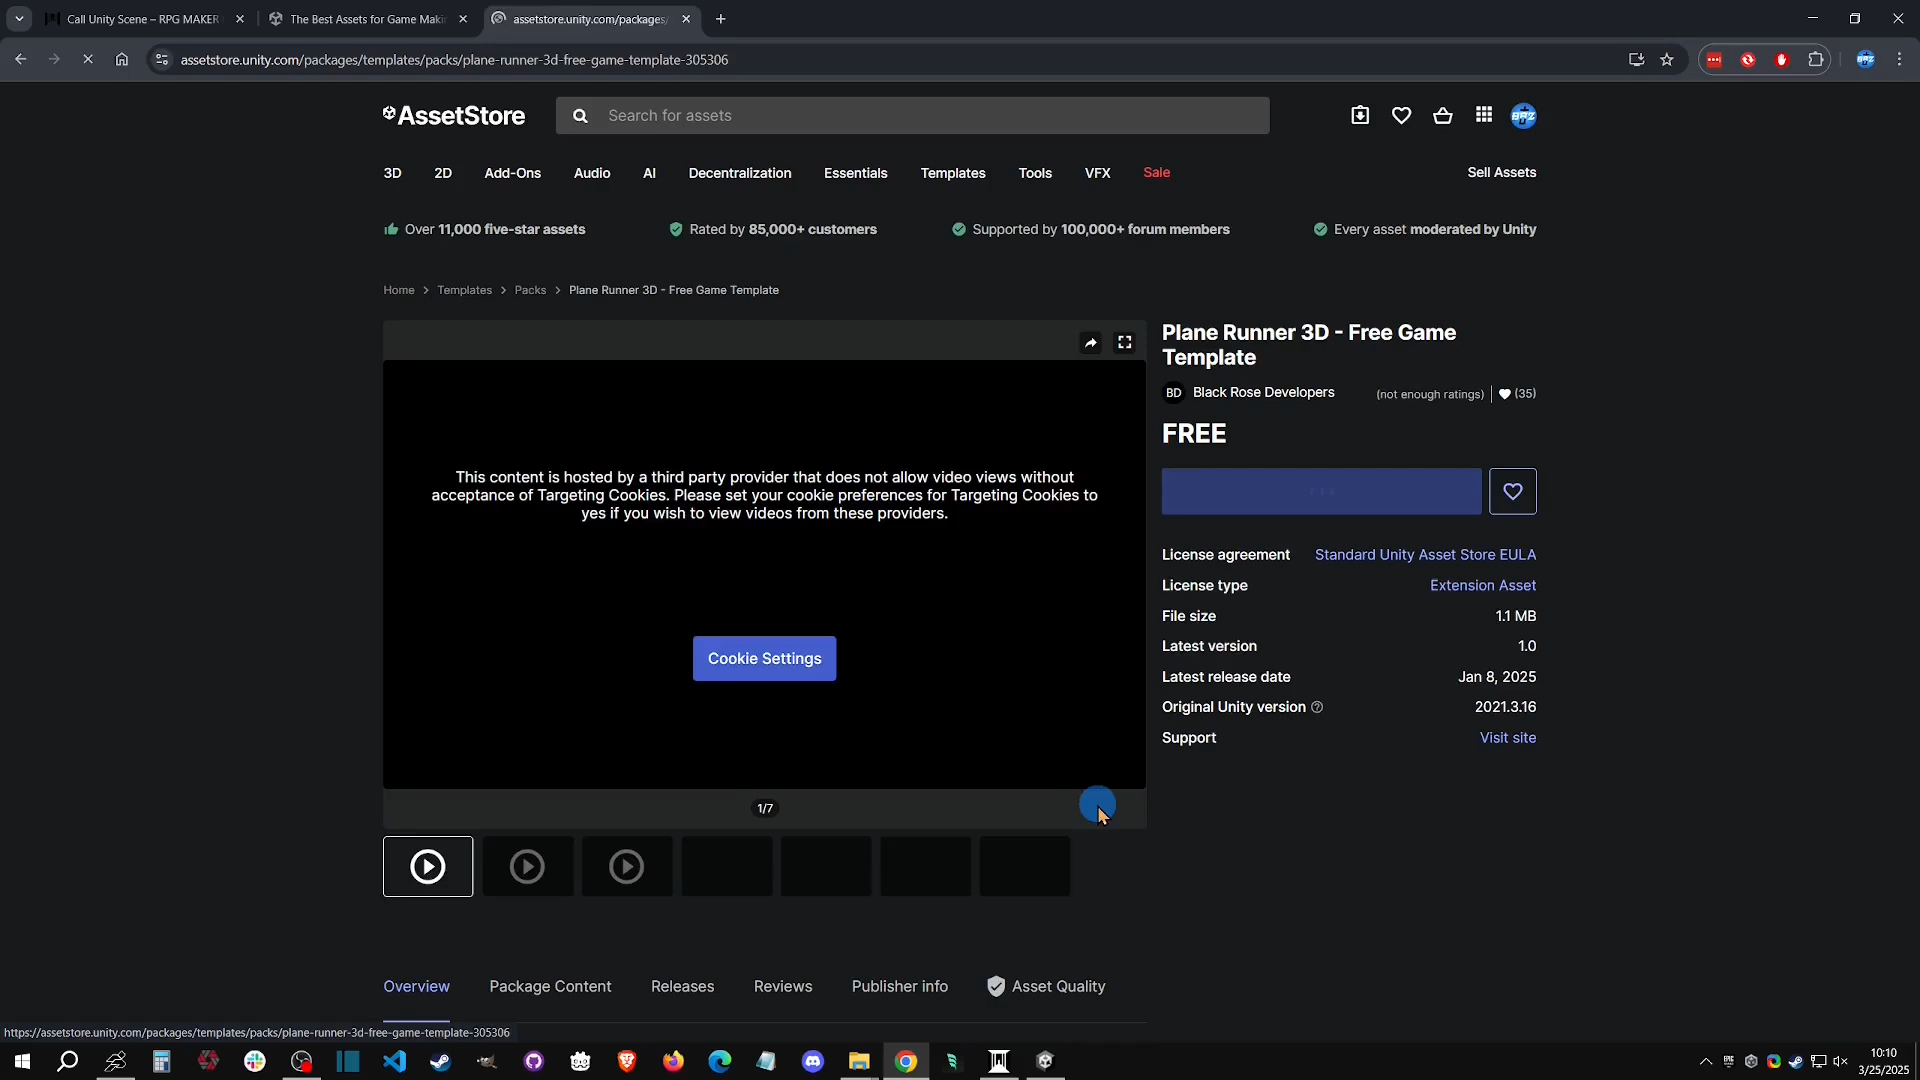 Call Unity Scene – RPG MAKER
The Best Assets for Game Makin
assetstore.unity.com/packages/
assetstore.unity.com/packages/templates/packs/plane-runner-3d-free-game-template-305306
AssetStore
Search for assets
3D 2D Add-Ons Audio AI Decentralization Essentials Templates Tools VFX Sale Sell Assets
Over 11,000 five-star assets Rated by 85,000+ customers Supported by 100,000+ forum members Every asset moderated by Unity
Home > Templates > Packs > Plane Runner 3D - Free Game Template
Plane Runner 3D - Free Game
Template
BD Black Rose Developers (not enough ratings) (35)
FREE
This content is hosted by a third party provider that does not allow video views without
acceptance of Targeting Cookies. Please set your cookie preferences for Targeting Cookies to
yes if you wish to view videos from these providers.
Cookie Settings
License agreement Standard Unity Asset Store EULA
License type Extension Asset
File size 1.1 MB
Latest version 1.0
Latest release date Jan 8, 2025
Original Unity version 2021.3.16
Support Visit site
1/7
Overview Package Content Releases Reviews Publisher info Asset Quality
https://assetstore.unity.com/packages/templates/packs/plane-runner-3d-free-game-template-305306
10:10
3/25/2025